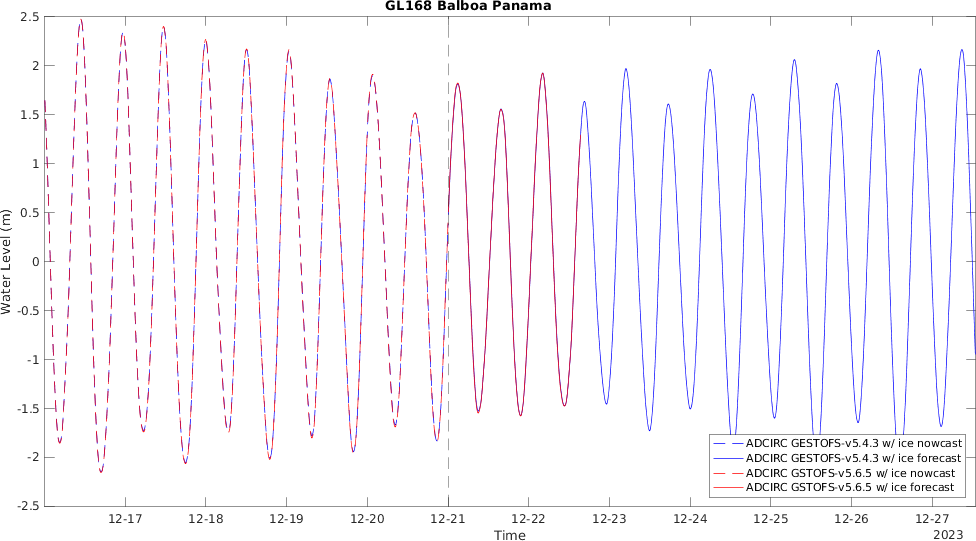 GL168 Balboa Panama
2.5
2
1.5
1
0.5
0
-0.5
-1
-1.5
-2
-2.5
Water Level (m)
ADCIRC GESTOFS-v5.4.3 w/ ice nowcast
ADCIRC GESTOFS-v5.4.3 w/ ice forecast
ADCIRC GSTOFS-v5.6.5 w/ ice nowcast
ADCIRC GSTOFS-v5.6.5 w/ ice forecast
12-17 12-18 12-19 12-20 12-21 12-22 12-23 12-24 12-25 12-26 12-27
Time
2023